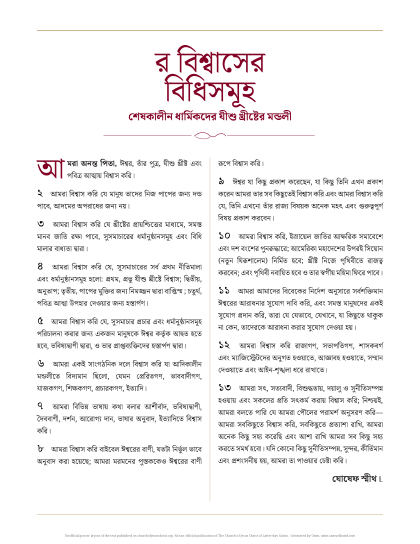 র বিশ্বাসের
বিধিসমূহ
শেষকালীন ধার্মিকদের যীশু খ্রীষ্টের মন্ডলী
আমরা অনন্ত পিতা, ঈশ্বর, তাঁর পুত্র, যীশু খ্রীষ্ট এবং
পবিত্র আত্মায় বিশ্বাস করি।
২ আমরা বিশ্বাস করি যে মানুষ তাদের নিজ পাপের জন্য দন্ড
পাবে, আদমের অপরাধের জন্য নয়।
৩ আমরা বিশ্বাস করি যে খ্রীষ্টের প্রায়শ্চিত্তের মাধ্যমে, সমস্ত
মানব জাতি রক্ষা পাবে, সুসমাচারের ধর্মানুষ্ঠানসমূহ এবং বিধি
মানার বাধ্যতা দ্বারা।
৪ আমরা বিশ্বাস করি যে, সুসমাচারের সর্ব প্রথম নীতিমালা
এবং ধর্মানুষ্ঠানসমূহ হলো: প্রথম, প্রভু যীশু খ্রীষ্টে বিশ্বাস; দ্বিতীয়,
অনুতাপ; তৃতীয়, পাপের মুক্তির জন্য নিমজ্জন দ্বারা বাপ্তিস্ম; চতুর্থ,
পবিত্র আত্মা উপহার দেওয়ার জন্য হস্তার্পণ।
৫ আমরা বিশ্বাস করি যে, সুসমাচার প্রচার এবং ধর্মানুষ্ঠানসমূহ
পরিচালনা করার জন্য একজন মানুষকে ঈশ্বর কর্তৃক আহুত হতে
হবে, ভবিষ্যদ্বাণী দ্বারা, ও ভার প্রাপ্তব্যক্তিদের হস্তার্পণ দ্বারা।
৬ আমরা একই সাংগঠনিক দলে বিশ্বাস করি যা আদিকালীন
মন্ডলীতে বিদ্যমান ছিলো, যেমন প্রেরিতগণ, ভাববাদীগণ,
যাজকগণ, শিক্ষকগণ, প্রচারকগণ, ইত্যাদি।
৭ আমরা বিভিন্ন ভাষায় কথা বলার আশীর্বাদ, ভবিষ্যদ্বাণী,
দৈববাণী, দর্শন, আরোগ্য দান, ভাষার অনুবাদ, ইত্যাদিতে বিশ্বাস
করি।
৮ আমরা বিশ্বাস করি বাইবেল ঈশ্বরের বাণী, যতটা নির্ভুল ভাবে
অনুবাদ করা হয়েছে; আমরা মরমনের পুস্তককেও ঈশ্বরের বাণী
রূপে বিশ্বাস করি।
৯ ঈশ্বর যা কিছু প্রকাশ করেছেন, যা কিছু তিনি এখন প্রকাশ
করেন আমরা তার সব কিছুতেই বিশ্বাস করি এবং আমরা বিশ্বাস করি
যে, তিনি এখনো তাঁর রাজ্য বিষয়ক অনেক মহৎ এবং গুরুত্বপূর্ণ
বিষয় প্রকাশ করবেন।
১০ আমরা বিশ্বাস করি, ইস্রায়েল জাতির আক্ষরিক সমাবেশে
এবং দশ বংশের পুনরুদ্ধারে; আমেরিকা মহাদেশের উপরই সিয়োন
(নতুন যিরূশালেম) নির্মিত হবে; খ্রীষ্ট নিজে পৃথিবীতে রাজত্ব
করবেন; এবং পৃথিবী নবায়িত হবে ও তার স্বর্গীয় মহিমা ফিরে পাবে।
১১ আমরা আমাদের বিবেকের নির্দেশ অনুসারে সর্বশক্তিমান
ঈশ্বরের আরাধনার সুযোগ দাবি করি, এবং সমস্ত মানুষদের একই
সুযোগ প্রদান করি, তারা যে যেভাবে, যেখানে, যা কিছুতে থাকুক
না কেন, তাদেরকে আরাধনা করার সুযোগ দেওয়া হয়।
১২ আমরা বিশ্বাস করি রাজাগণ, সভাপতিগণ, শাসকবর্গ
এবং ম্যাজিস্ট্রেটদের অনুগত হওয়াতে, আজ্ঞাবহ হওয়াতে, সম্মান
দেওয়াতে এবং আইন-শৃঙ্খলা ধরে রাখাতে।
১৩ আমরা সৎ, সত্যবাদী, বিশুদ্ধতায়, দয়ালু ও সুনীতিসম্পন্ন
হওয়ায় এবং সকলের প্রতি সৎকর্ম করায় বিশ্বাস করি; নিশ্চয়ই,
আমরা বলতে পারি যে আমরা পৌলের পরামর্শ অনুসরণ করি—
আমরা সবকিছুতে বিশ্বাস করি, সবকিছুতে প্রত্যাশা রাখি, আমরা
অনেক কিছু সহ্য করেছি এবং আশা রাখি আমরা সব কিছু সহ্য
করতে সমর্থ হবো। যদি কোনো কিছু সুনীতিসম্পন্ন, সুন্দর, কীর্তিমান
এবং প্রশংসনীয় হয়, আমরা তা পাওয়ার চেষ্টা করি।
যোসেফ স্মীথ।